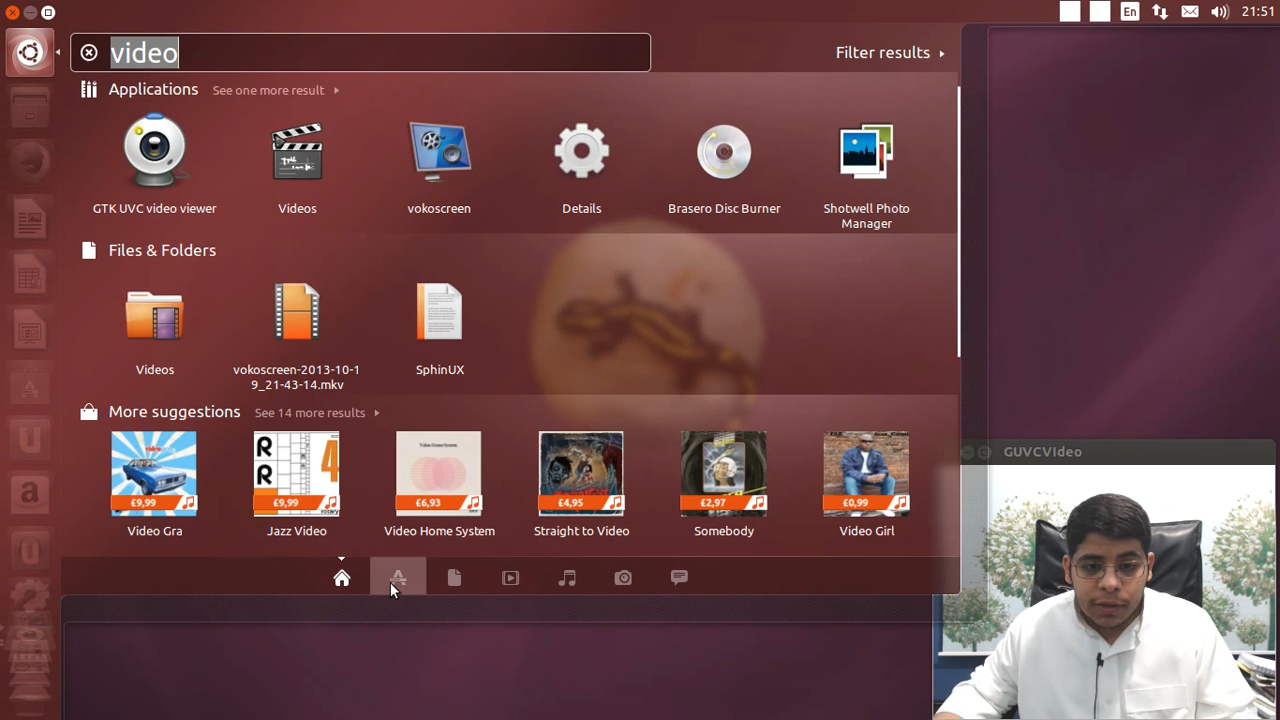 En
21:51
video
Filter results
Applications
See one more result
GTK UVC video viewer
Videos
vokoscreen
Details
Brasero Disc Burner
Shotwell Photo
Manager
Files & Folders
Videos
vokoscreen-2013-10-1
9_21-43-14.mkv
SphinUX
More suggestions
See 14 more results
£9,99
£9,99
£6,93
£4,95
£2,97
£0,99
Video Gra
Jazz Video
Video Home System
Straight to Video
Somebody
Video Girl
GUVCVIdeo